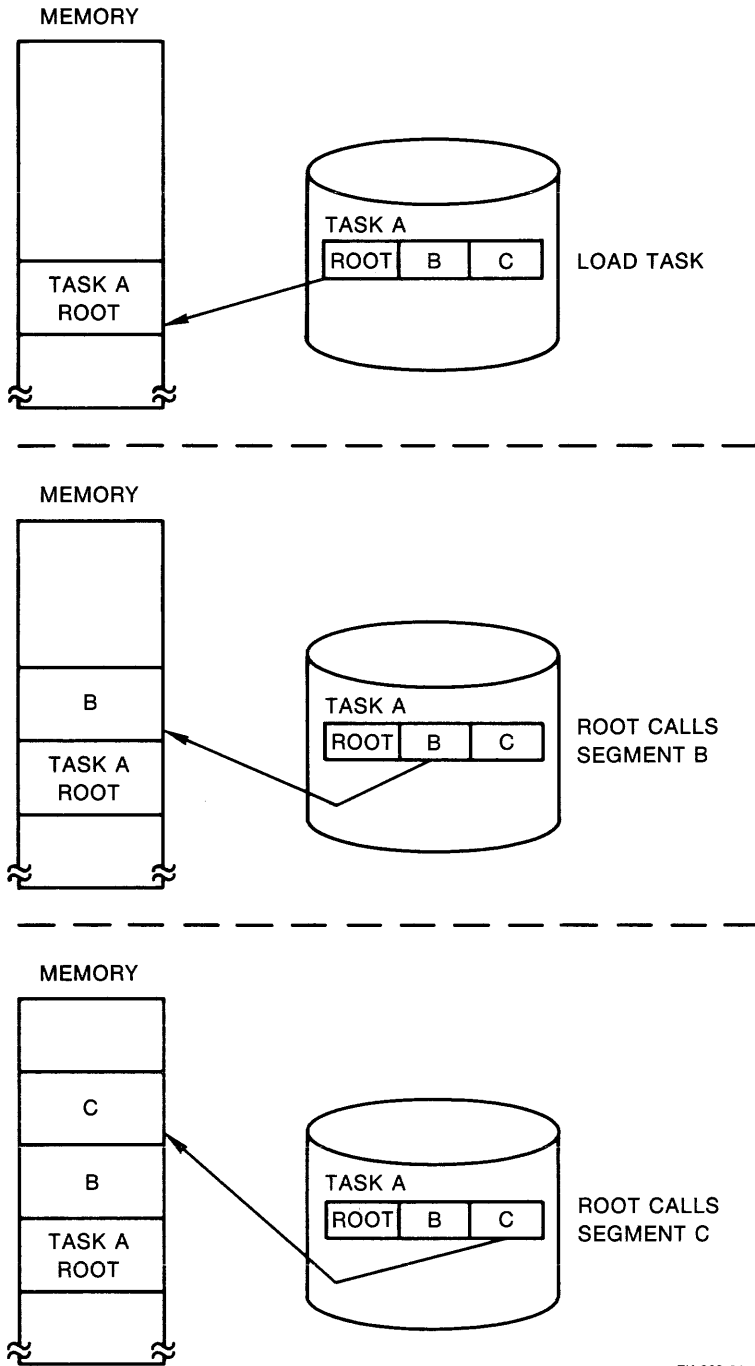 MEMORY
TASK A
ROOT B C
LOAD TASK
TASK A
ROOT
MEMORY
B
TASK A
ROOT
TASK A
ROOT B C
ROOT CALLS
SEGMENT B
MEMORY
C
B
TASK A
ROOT
TASK A
ROOT B C
ROOT CALLS
SEGMENT C